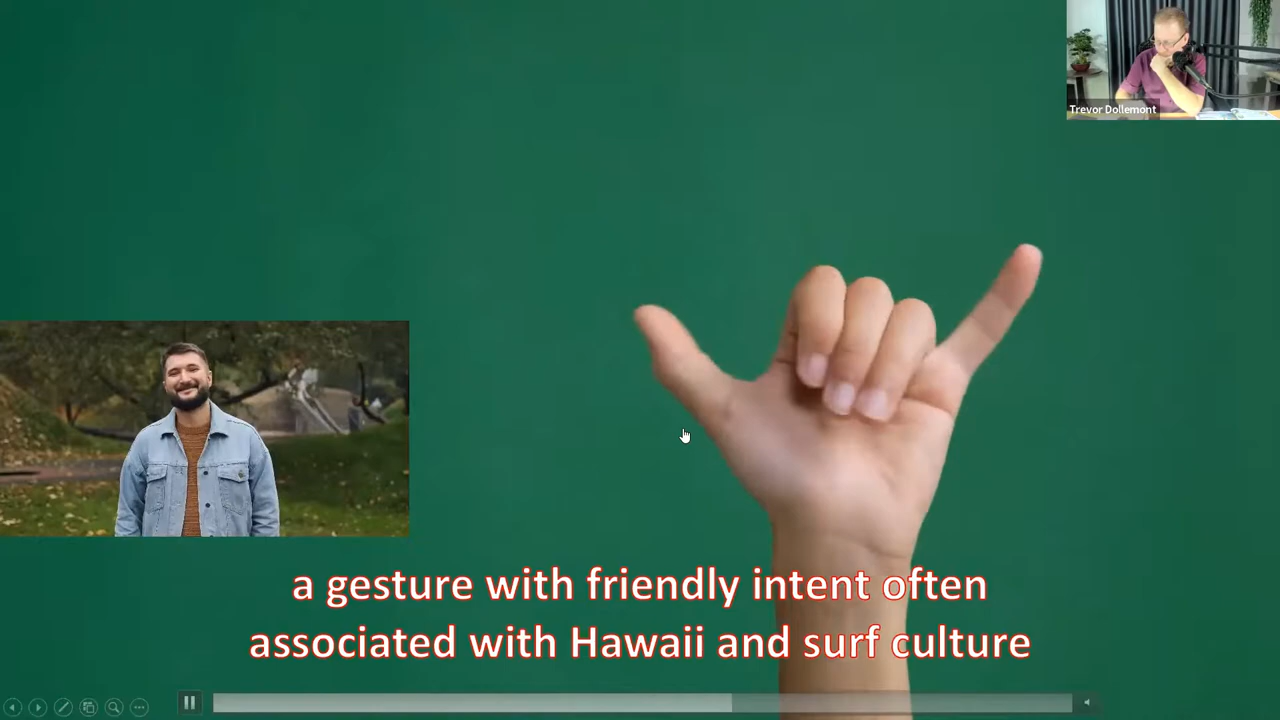 Trevor Dollemont
a gesture with friendly intent often
associated with Hawaii and surf culture